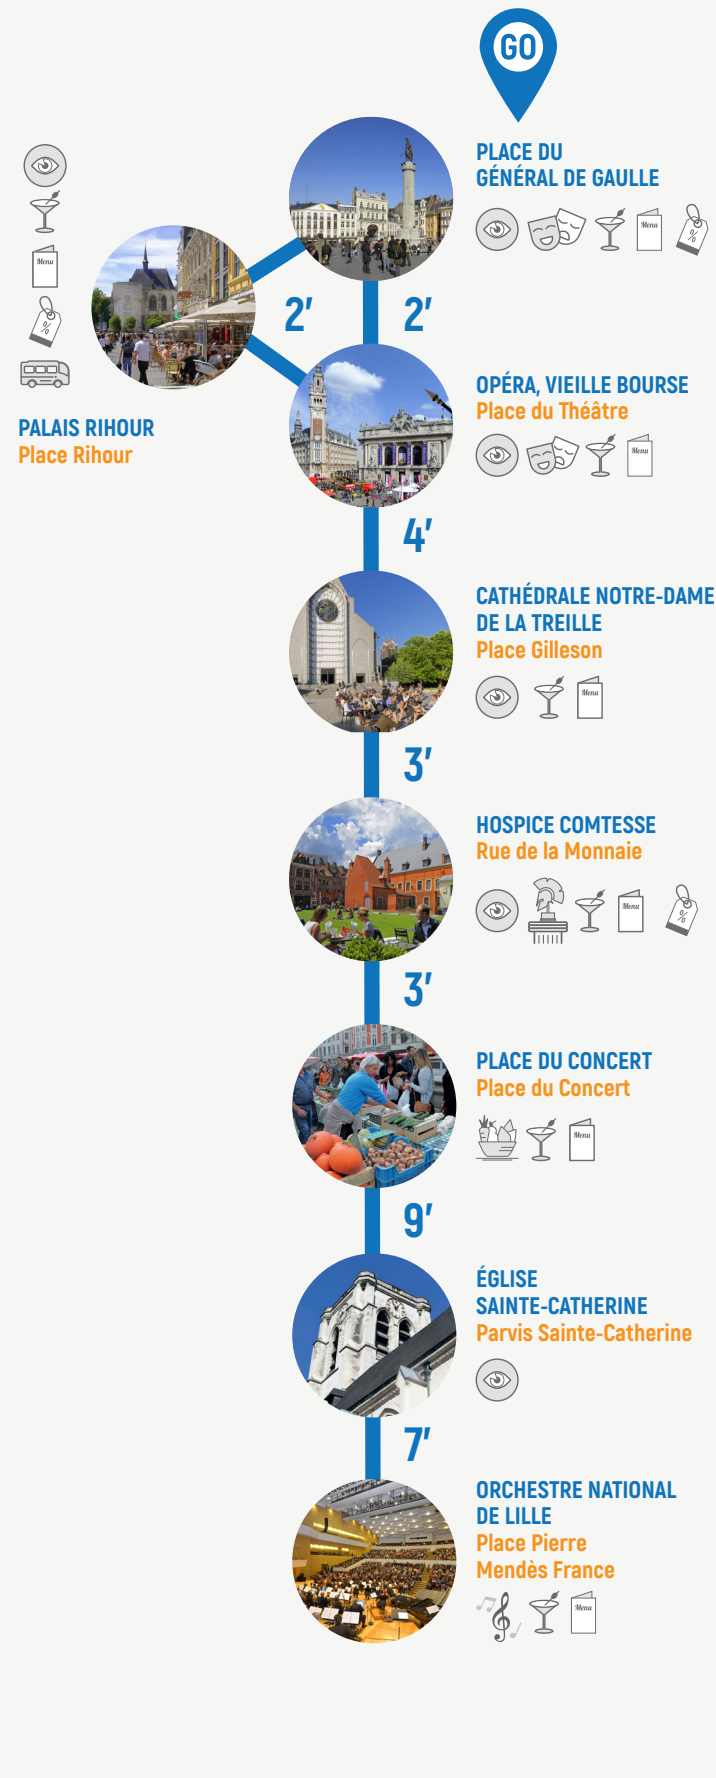 GO
PLACE DU
GÉNÉRAL DE GAULLE
Menu
%
Menu
%
2′
2′
PALAIS RIHOUR
Place Rihour
OPÉRA, VIEILLE BOURSE
Place du Théâtre
Menu
4′
CATHÉDRALE NOTRE-DAME
DE LA TREILLE
Place Gilleson
Menu
3′
HOSPICE COMTESSE
Rue de la Monnaie
Menu
%
3′
PLACE DU CONCERT
Place du Concert
Menu
9′
ÉGLISE
SAINTE-CATHERINE
Parvis Sainte-Catherine
7′
ORCHESTRE NATIONAL
DE LILLE
Place Pierre
Mendès France
Menu